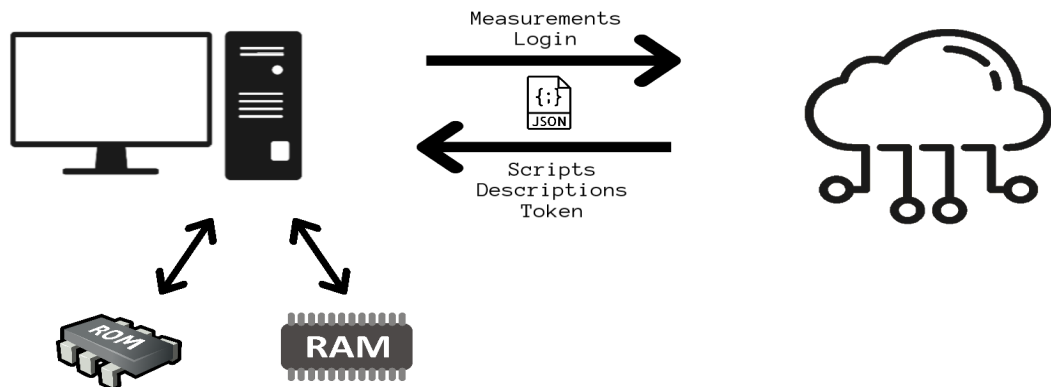 Measurements
Login
{;}
JSON
Scripts
Descriptions
Token
ROM
RAM